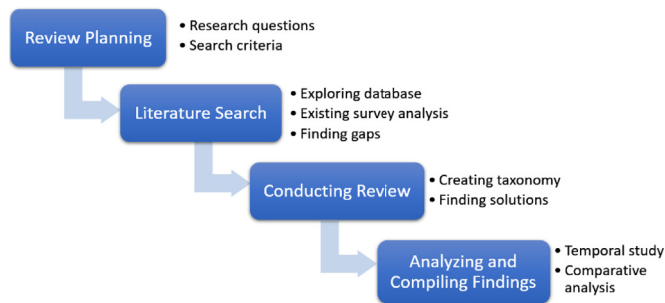 Review Planning
• Research questions
• Search criteria
Literature Search
• Exploring database
• Existing survey analysis
• Finding gaps
Conducting Review
• Creating taxonomy
• Finding solutions
Analyzing and
Compiling Findings
• Temporal study
• Comparative
analysis